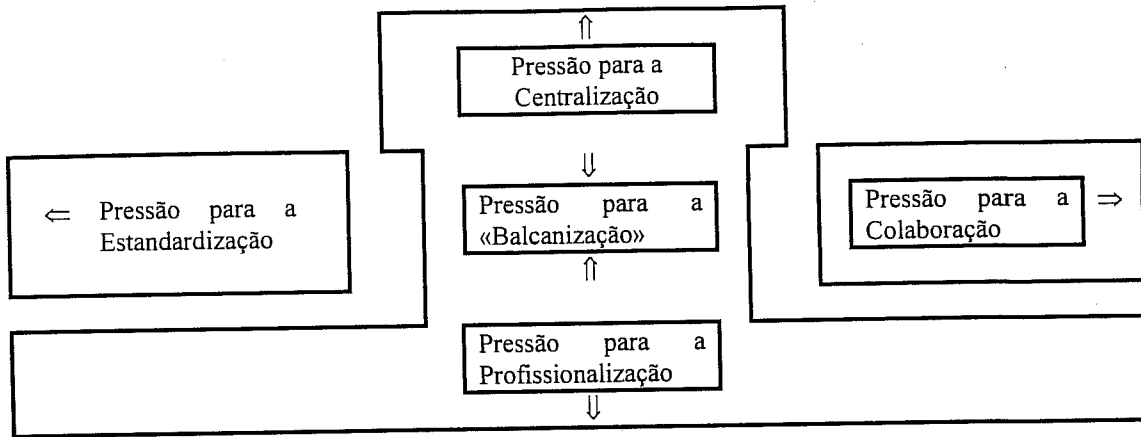 ⇑
Pressão para a
Centralização
⇓
⇐ Pressão para a
Estandardização
Pressão para a
«Balcanização»
Pressão para a ⇒
Colaboração
⇑
Pressão para a
Profissionalização
⇓